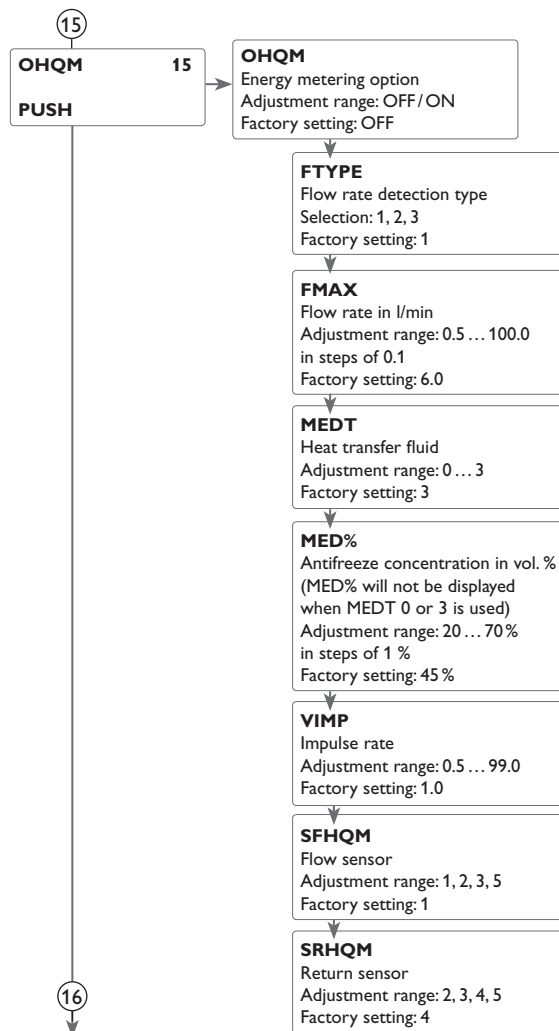 15
OHQM 15
PUSH
OHQM
Energy metering option
Adjustment range: OFF/ON
Factory setting: OFF
FTYPE
Flow rate detection type
Selection: 1, 2, 3
Factory setting: 1
FMAX
Flow rate in l/min
Adjustment range: 0.5 … 100.0
in steps of 0.1
Factory setting: 6.0
MEDT
Heat transfer fluid
Adjustment range: 0 … 3
Factory setting: 3
MED%
Antifreeze concentration in vol. %
(MED% will not be displayed
when MEDT 0 or 3 is used)
Adjustment range: 20 … 70%
in steps of 1 %
Factory setting: 45%
VIMP
Impulse rate
Adjustment range: 0.5 … 99.0
Factory setting: 1.0
SFHQM
Flow sensor
Adjustment range: 1, 2, 3, 5
Factory setting: 1
SRHQM
Return sensor
Adjustment range: 2, 3, 4, 5
Factory setting: 4
16